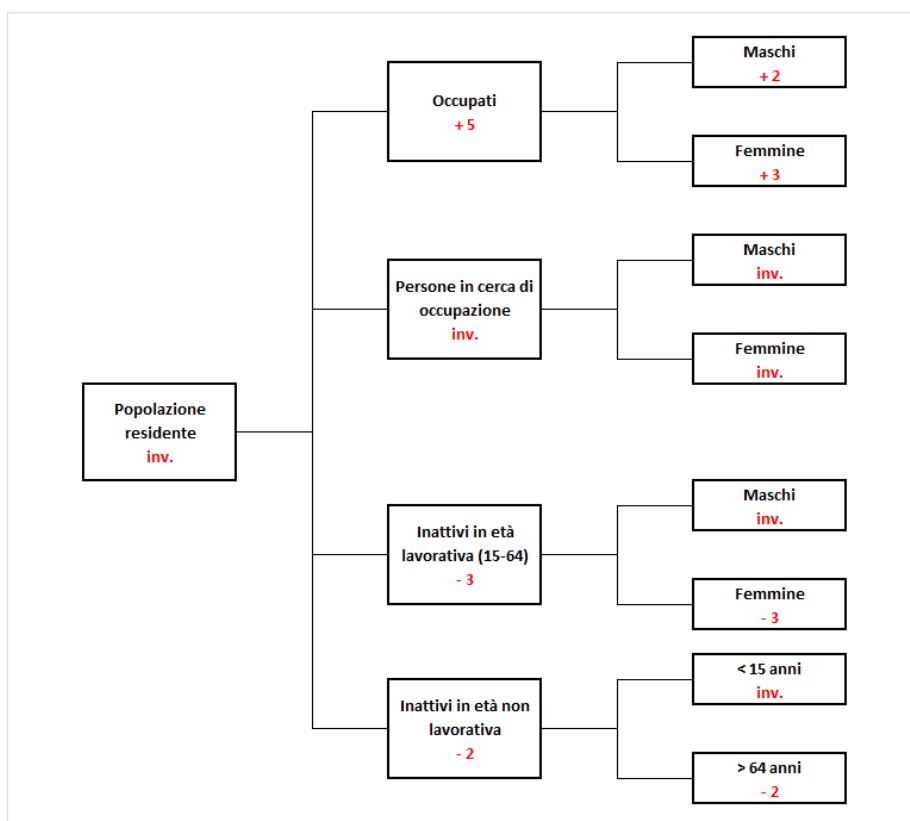 Popolazione
residente
inv.
Occupati
+ 5
Maschi
+ 2
Femmine
+ 3
Persone in cerca di
occupazione
inv.
Maschi
inv.
Femmine
inv.
Inattivi in età
lavorativa (15-64)
- 3
Maschi
inv.
Femmine
- 3
Inattivi in età non
lavorativa
- 2
< 15 anni
inv.
> 64 anni
- 2